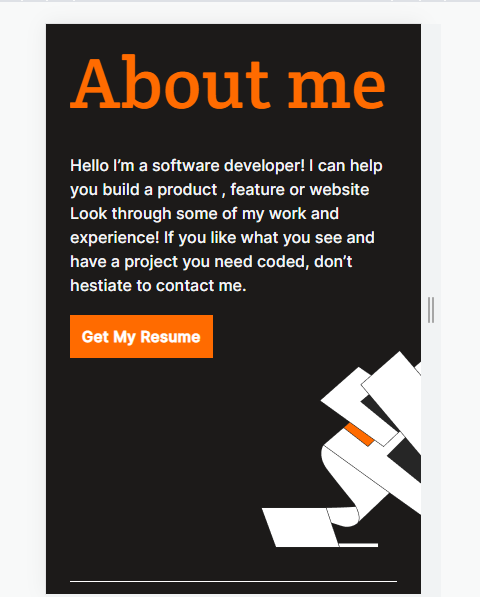 About me
Hello I’m a software developer! I can help
you build a product , feature or website
Look through some of my work and
experience! If you like what you see and
have a project you need coded, don’t
hestiate to contact me.
Get My Resume